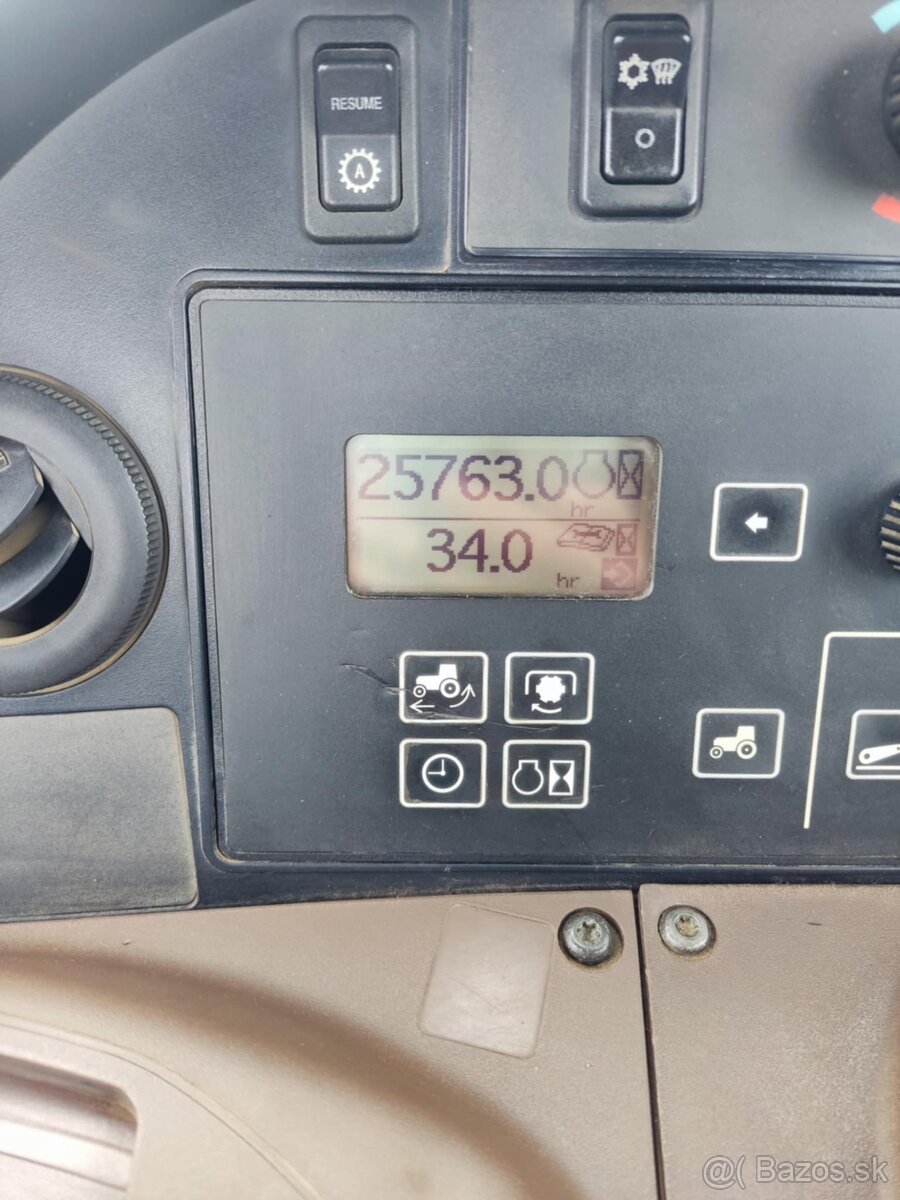 RESUME
A
25763.0
hr
34.0
hr
@( Bazos.sk